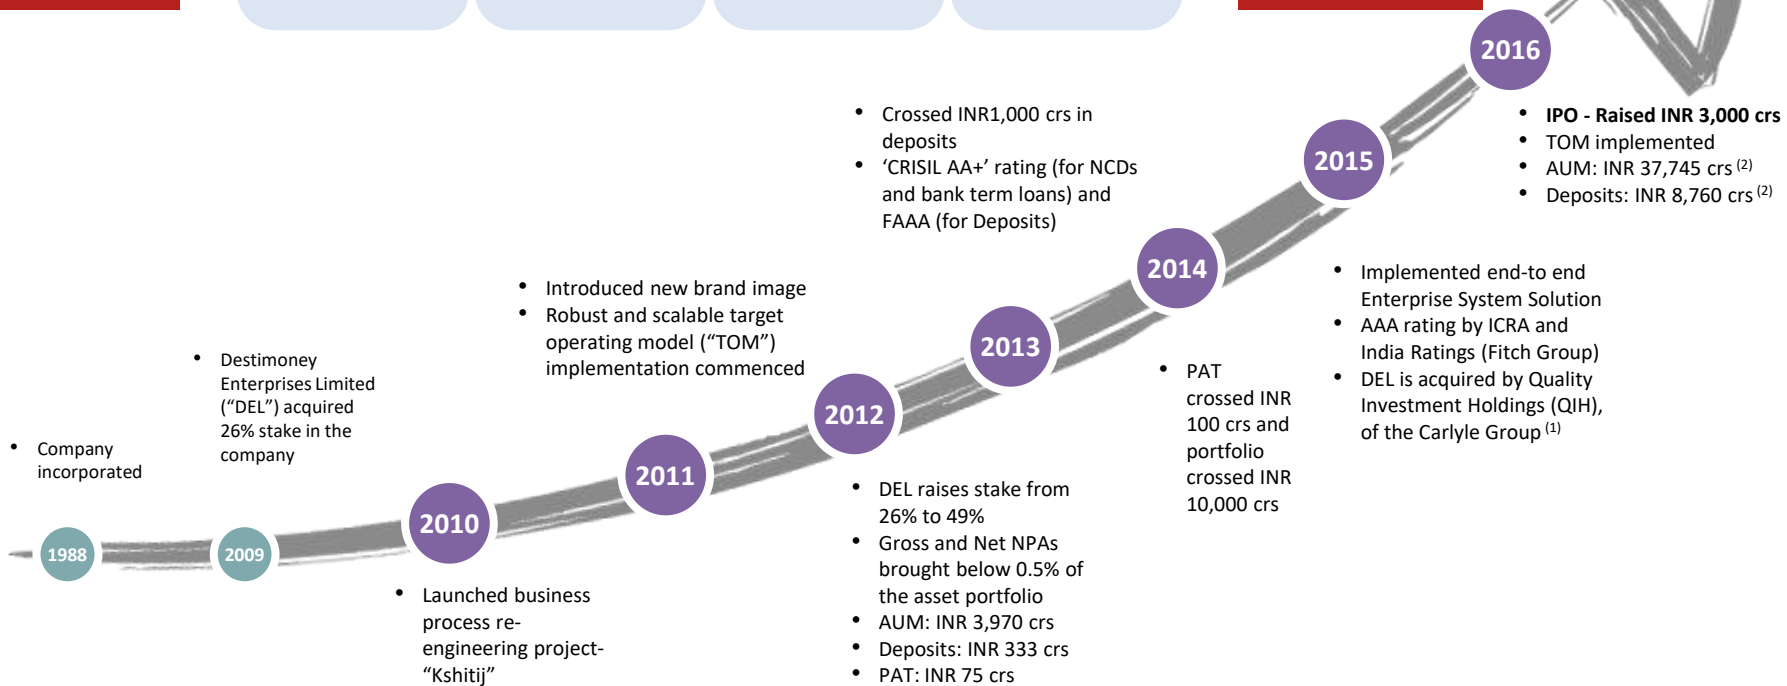 1988
• Company
incorporated
2009
• Destimoney
Enterprises Limited
(“DEL”) acquired
26% stake in the
company
2010
• Launched business
process re-
engineering project-
“Kshitij”
2011
• Introduced new brand image
• Robust and scalable target
operating model (“TOM”)
implementation commenced
2012
• DEL raises stake from
26% to 49%
• Gross and Net NPAs
brought below 0.5% of
the asset portfolio
• AUM: INR 3,970 crs
• Deposits: INR 333 crs
• PAT: INR 75 crs
2013
• Crossed INR1,000 crs in
deposits
• ‘CRISIL AA+’ rating (for NCDs
and bank term loans) and
FAAA (for Deposits)
2014
• PAT
crossed INR
100 crs and
portfolio
crossed INR
10,000 crs
2015
• Implemented end-to end
Enterprise System Solution
• AAA rating by ICRA and
India Ratings (Fitch Group)
• DEL is acquired by Quality
Investment Holdings (QIH),
of the Carlyle Group (1)
2016
• IPO - Raised INR 3,000 crs
• TOM implemented
• AUM: INR 37,745 crs (2)
• Deposits: INR 8,760 crs (2)